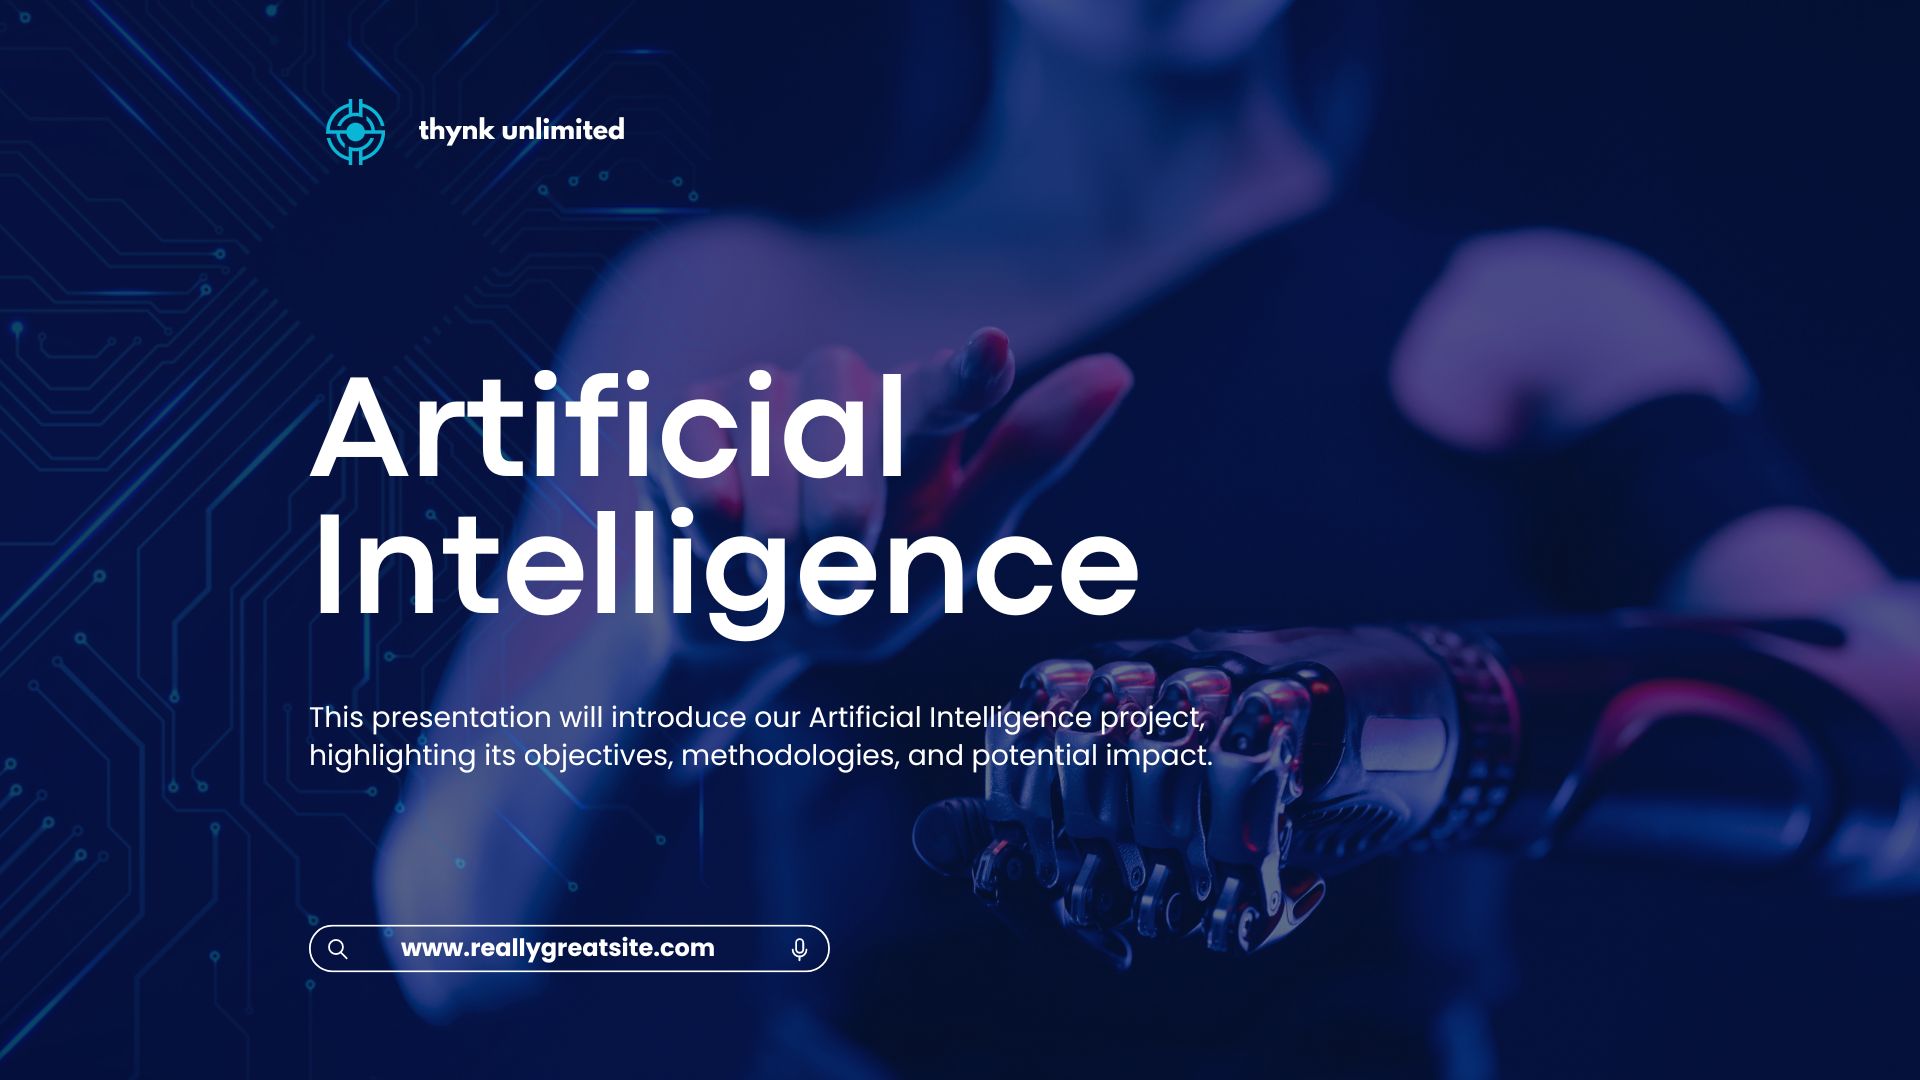 thynk unlimited
Artificial
Intelligence
This presentation will introduce our Artificial Intelligence project,
highlighting its objectives, methodologies, and potential impact.
www.reallygreatsite.com